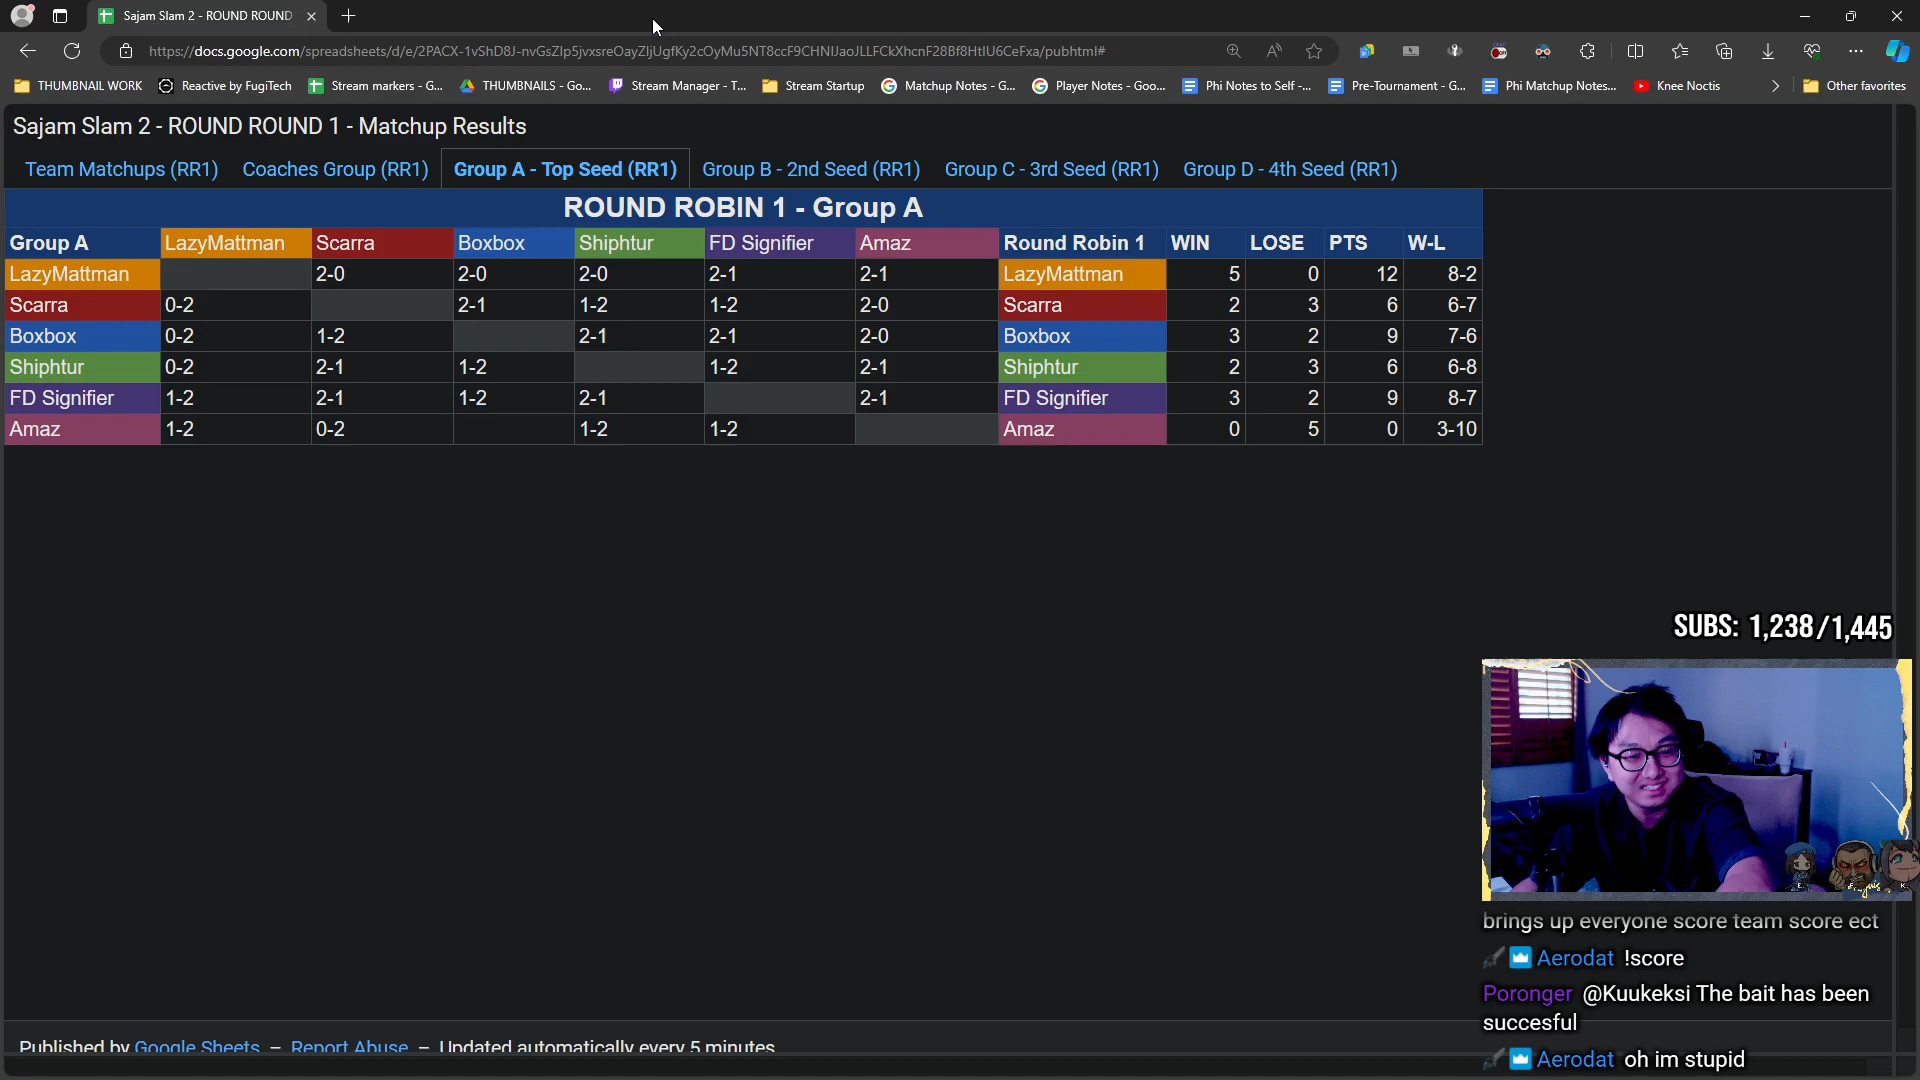 Sajam Slam 2 - ROUND ROUND
https://docs.google.com/spreadsheets/d/e/2PACX-1vShD8J-nvGsZIp5jvxsreOayZIjUgfKy2cOyMu5NT8ccF9CHNIJaoJLLFCkXhcnF28Bf8HtIU6CeFxa/pubhtml#
THUMBNAIL WORK Reactive by FugiTech Stream markers - G... THUMBNAILS - Go... Stream Manager - T... Stream Startup Matchup Notes - G... Player Notes - Goo... Phi Notes to Self -... Pre-Tournament - G... Phi Matchup Notes... Knee Noctis Other favorites
Sajam Slam 2 - ROUND ROUND 1 - Matchup Results
Team Matchups (RR1) Coaches Group (RR1) Group A - Top Seed (RR1) Group B - 2nd Seed (RR1) Group C - 3rd Seed (RR1) Group D - 4th Seed (RR1)
ROUND ROBIN 1 - Group A
Group A LazyMattman Scarra Boxbox Shiphtur FD Signifier Amaz Round Robin 1 WIN LOSE PTS W-L
LazyMattman 2-0 2-0 2-0 2-1 2-1 LazyMattman 5 0 12 8-2
Scarra 0-2 2-1 1-2 1-2 2-0 Scarra 2 3 6 6-7
Boxbox 0-2 1-2 2-1 2-1 2-0 Boxbox 3 2 9 7-6
Shiphtur 0-2 2-1 1-2 1-2 2-1 Shiphtur 2 3 6 6-8
FD Signifier 1-2 2-1 1-2 2-1 2-1 FD Signifier 3 2 9 8-7
Amaz 1-2 0-2 1-2 1-2 Amaz 0 5 0 3-10
SUBS: 1,238/1,445
brings up everyone score team score ect
Aerodat !score
Poronger @Kuukeksi The bait has been
succesful
Aerodat oh im stupid
Published by Google Sheets – Report Abuse – Updated automatically every 5 minutes